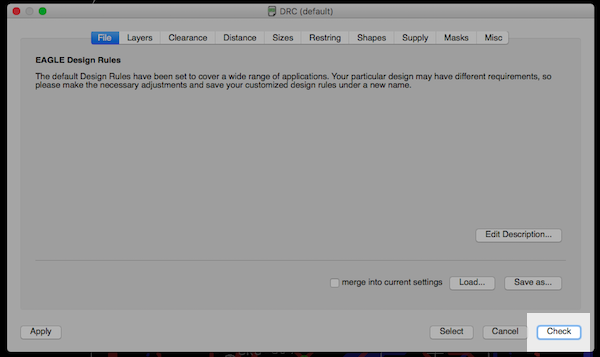 DRC (default)
File Layers Clearance Distance Sizes Restring Shapes Supply Masks Misc
EAGLE Design Rules
The default Design Rules have been set to cover a wide range of applications. Your particular design may have different requirements, so
please make the necessary adjustments and save your customized design rules under a new name.
Edit Description...
merge into current settings Load... Save as...
Apply Select Cancel Check